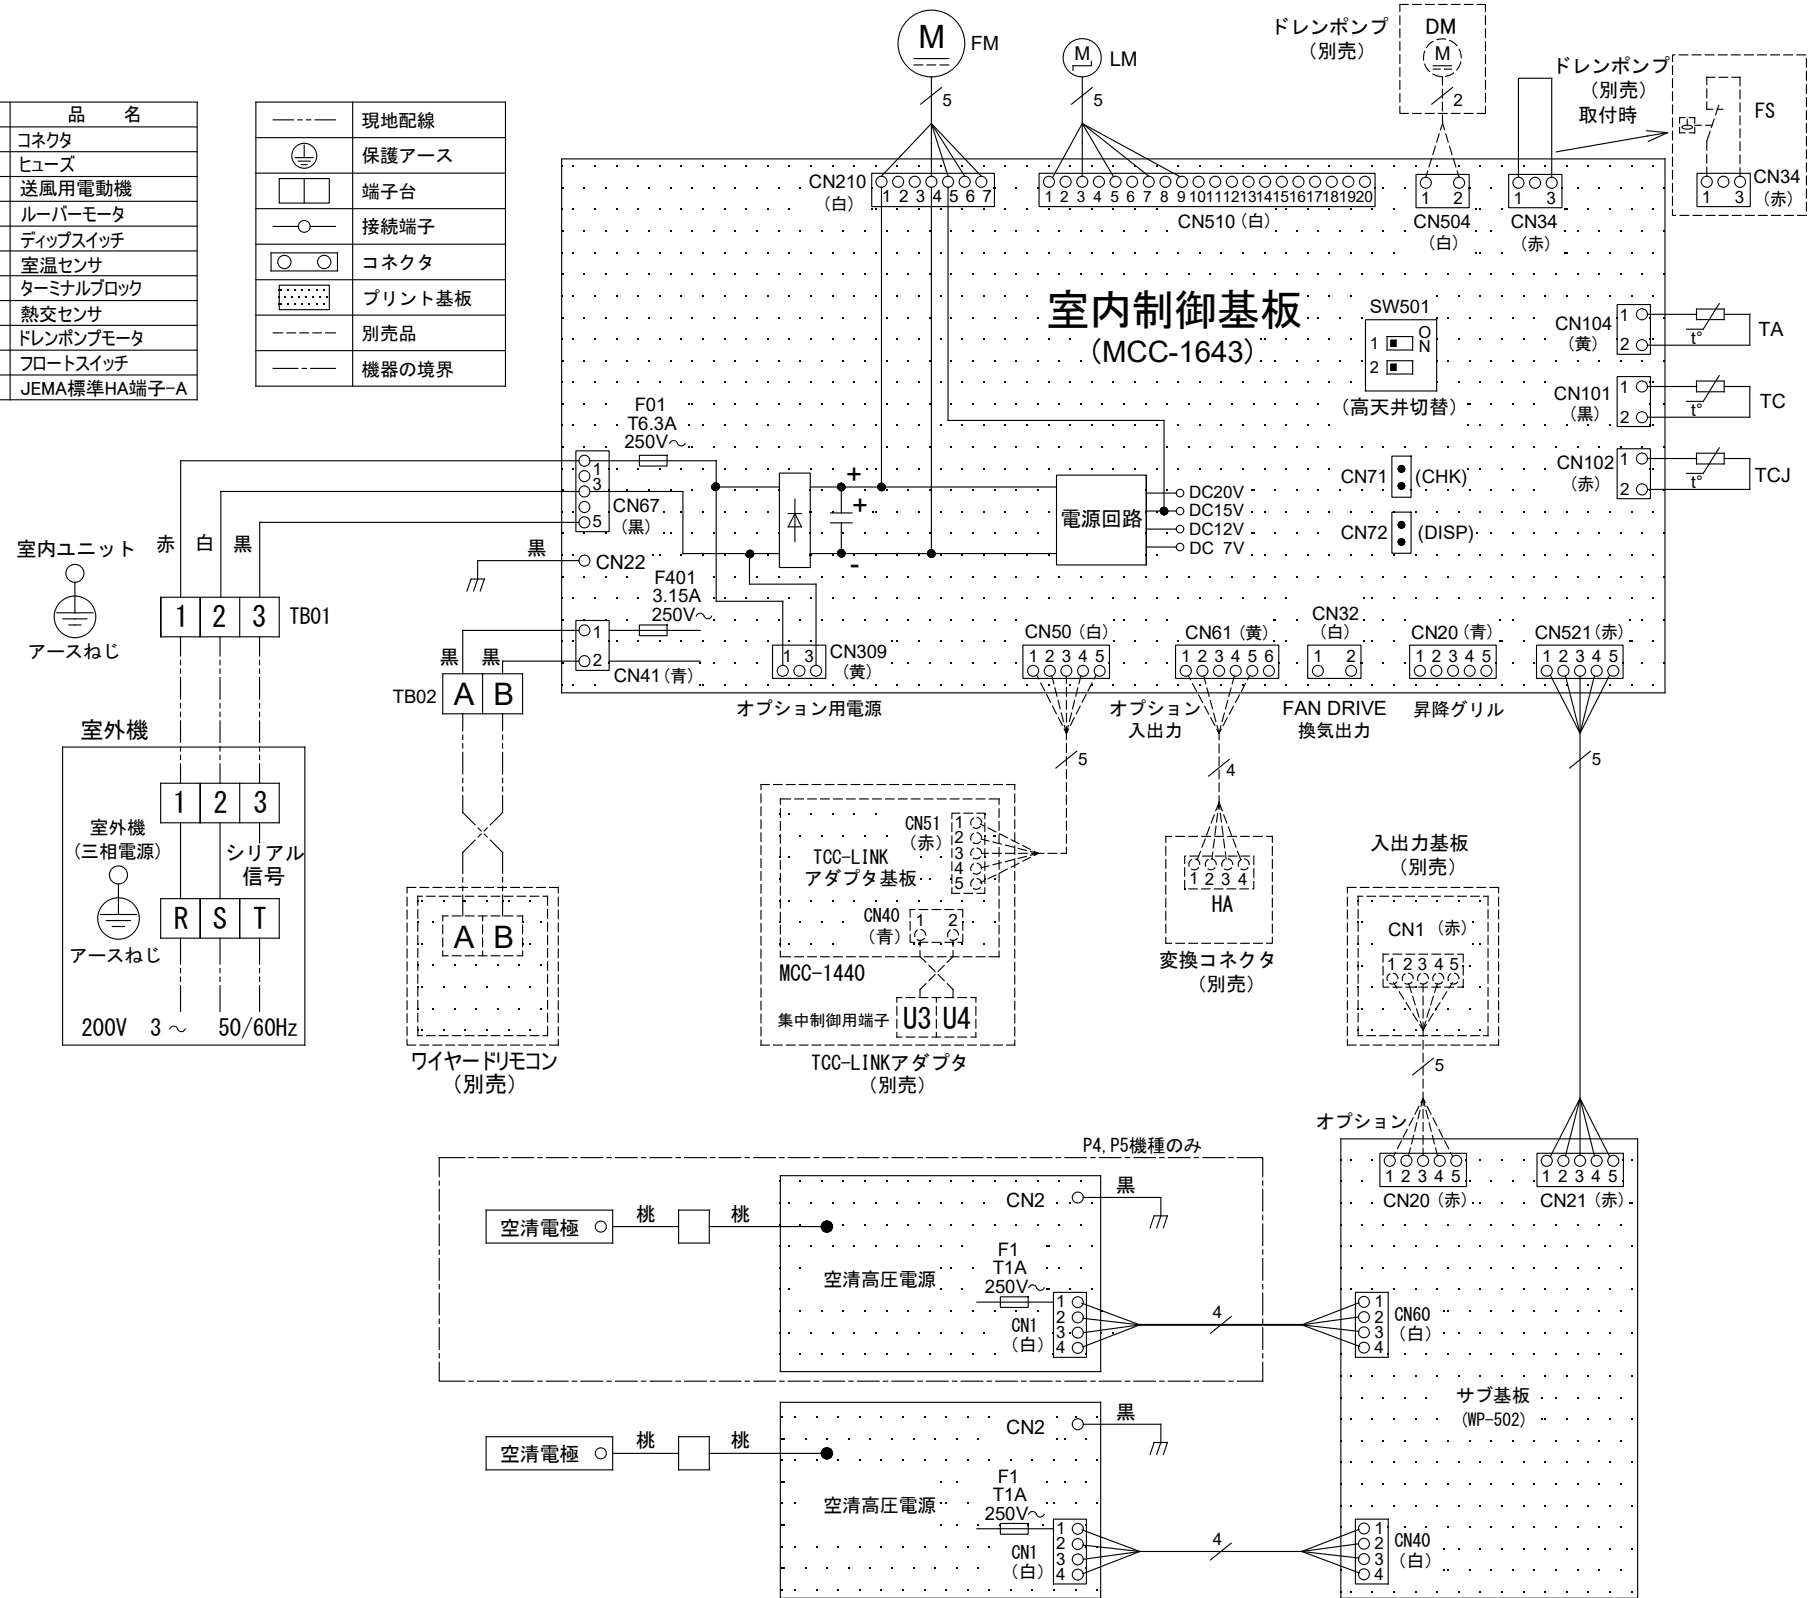 品 名
コネクタ
ヒューズ
送風用電動機
ルーバーモータ
ディップスイッチ
室温センサ
ターミナルブロック
熱交センサ
ドレンポンプモータ
フロートスイッチ
JEMA標準HA端子-A
現地配線
保護アース
端子台
接続端子
コネクタ
プリント基板
別売品
機器の境界
M FM
5
M LM
5
ドレンポンプ
(別売)
DM
M
2
ドレンポンプ
(別売)
取付時
FS
CN34
(赤)
1 3
CN210
(白)
1 2 3 4 5 6 7
1 2 3 4 5 6 7 8 9 10 11 12 13 14 15 16 17 18 19 20
CN510 (白)
1 2
CN504
(白)
1 3
CN34
(赤)
室内制御基板
(MCC-1643)
SW501
ON
1
2
(高天井切替)
CN104
(黄)
1
2
t°
TA
CN101
(黒)
1
2
t°
TC
CN102
(赤)
1
2
t°
TCJ
CN71 (CHK)
CN72 (DISP)
F01
T6.3A
250V～
1
3
5
CN67
(黒)
+
+
-
電源回路
DC20V
DC15V
DC12V
DC 7V
黒
CN22
F401
3.15A
250V～
1
2
CN41 (青)
1 3
CN309
(黄)
オプション用電源
CN50 (白)
1 2 3 4 5
CN61 (黄)
1 2 3 4 5 6
オプション
入出力
CN32
(白)
1 2
FAN DRIVE
換気出力
CN20 (青)
1 2 3 4 5
昇降グリル
CN521 (赤)
1 2 3 4 5
室内ユニット
アースねじ
赤 白 黒
1 2 3 TB01
黒 黒
TB02 A B
室外機
1 2 3
室外機
(三相電源)
アースねじ
シリアル
信号
R S T
200V 3～ 50/60Hz
A B
ワイヤードリモコン
(別売)
5
CN51
(赤)
1
2
3
4
5
TCC-LINK
アダプタ基板
CN40
(青)
1 2
MCC-1440
集中制御用端子 U3 U4
TCC-LINKアダプタ
(別売)
4
1 2 3 4
HA
変換コネクタ
(別売)
入出力基板
(別売)
CN1 (赤)
1 2 3 4 5
5
5
オプション
1 2 3 4 5
CN20 (赤)
1 2 3 4 5
CN21 (赤)
P4,P5機種のみ
空清電極
桃 桃
CN2
黒
空清高圧電源
F1
T1A
250V～
CN1
(白)
1
2
3
4
4
1
2
3
4
CN60
(白)
サブ基板
(WP-502)
空清電極
桃 桃
CN2
黒
空清高圧電源
F1
T1A
250V～
CN1
(白)
1
2
3
4
4
1
2
3
4
CN40
(白)